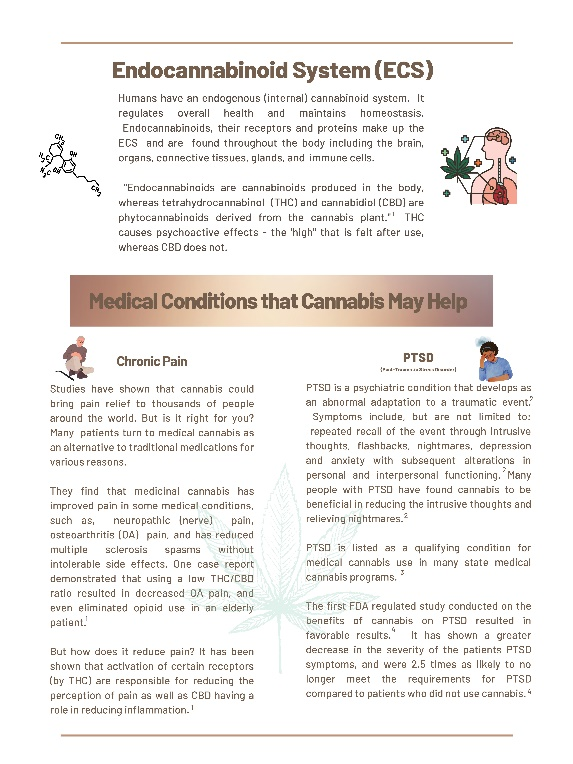 Endocannabinoid System (ECS)
Humans have an endogenous (internal) cannabinoid system. It
regulates overall health and maintains homeostasis.
Endocannabinoids, their receptors and proteins make up the
ECS and are found throughout the body including the brain,
organs, connective tissues, glands, and immune cells.
"Endocannabinoids are cannabinoids produced in the body,
whereas tetrahydrocannabinol (THC) and cannabidiol (CBD) are
phytocannabinoids derived from the cannabis plant."1 THC
causes psychoactive effects - the 'high" that is felt after use,
whereas CBD does not.
CH3
OH
H3C
H3C OH
CH3
Medical Conditions that Cannabis May Help
Chronic Pain
Studies have shown that cannabis could
bring pain relief to thousands of people
around the world. But is it right for you?
Many patients turn to medical cannabis as
an alternative to traditional medications for
various reasons.
They find that medicinal cannabis has
improved pain in some medical conditions,
such as, neuropathic (nerve) pain,
osteoarthritis (OA) pain, and has reduced
multiple sclerosis spasms without
intolerable side effects. One case report
demonstrated that using a low THC/CBD
ratio resulted in decreased OA pain, and
even eliminated opioid use in an elderly
patient.1
But how does it reduce pain? It has been
shown that activation of certain receptors
(by THC) are responsible for reducing the
perception of pain as well as CBD having a
role in reducing inflammation.1
PTSD
(Post-Traumatic Stress Disorder)
PTSD is a psychiatric condition that develops as
an abnormal adaptation to a traumatic event.2
Symptoms include, but are not limited to:
repeated recall of the event through intrusive
thoughts, flashbacks, nightmares, depression
and anxiety with subsequent alterations in
personal and interpersonal functioning.2 Many
people with PTSD have found cannabis to be
beneficial in reducing the intrusive thoughts and
relieving nightmares.2
PTSD is listed as a qualifying condition for
medical cannabis use in many state medical
cannabis programs. 3
The first FDA regulated study conducted on the
benefits of cannabis on PTSD resulted in
favorable results.4 It has shown a greater
decrease in the severity of the patients PTSD
symptoms, and were 2.5 times as likely to no
longer meet the requirements for PTSD
compared to patients who did not use cannabis.4